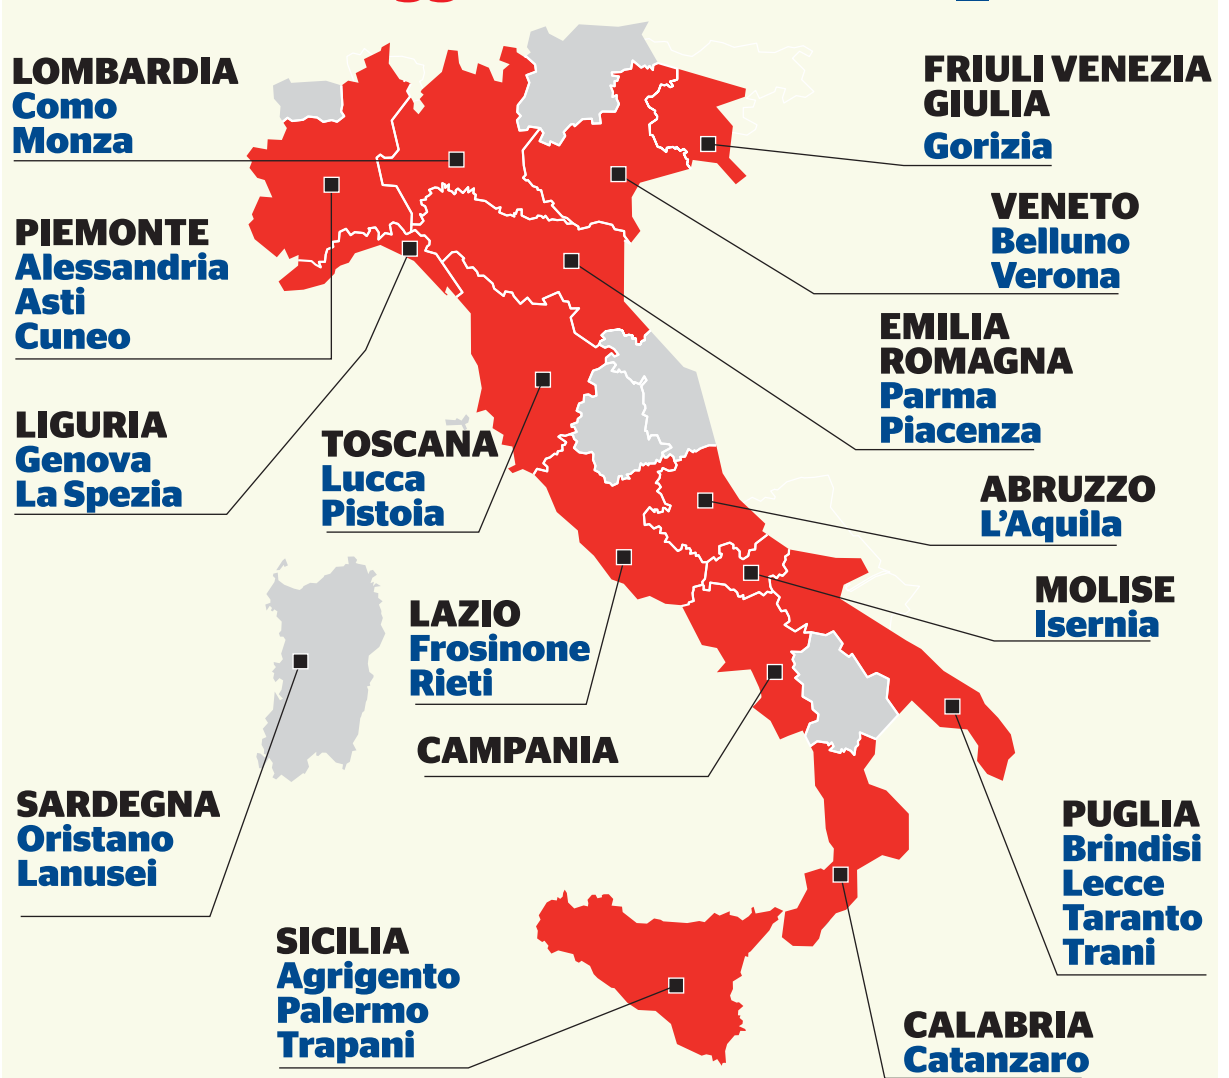 LOMBARDIA
Como
Monza
PIEMONTE
Alessandria
Asti
Cuneo
LIGURIA
Genova
La Spezia
TOSCANA
Lucca
Pistoia
LAZIO
Frosinone
Rieti
CAMPANIA
SARDEGNA
Oristano
Lanusei
SICILIA
Agrigento
Palermo
Trapani
FRIULI VENEZIA
GIULIA
Gorizia
VENETO
Belluno
Verona
EMILIA
ROMAGNA
Parma
Piacenza
ABRUZZO
L'Aquila
MOLISE
Isernia
PUGLIA
Brindisi
Lecce
Taranto
Trani
CALABRIA
Catanzaro